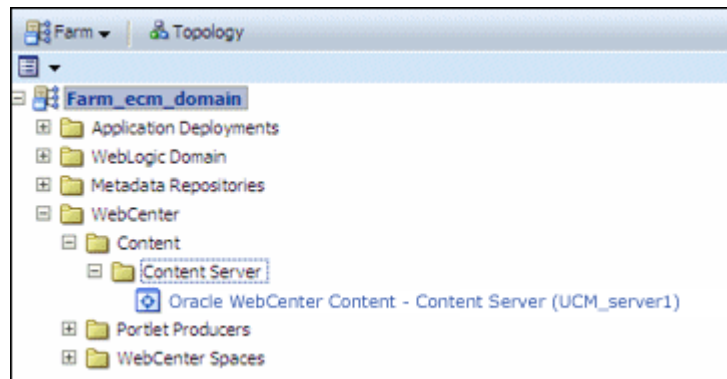 Farm Topology
Farm_ecm_domain
Application Deployments
WebLogic Domain
Metadata Repositories
WebCenter
Content
Content Server
Oracle WebCenter Content - Content Server (UCM_server1)
Portlet Producers
WebCenter Spaces